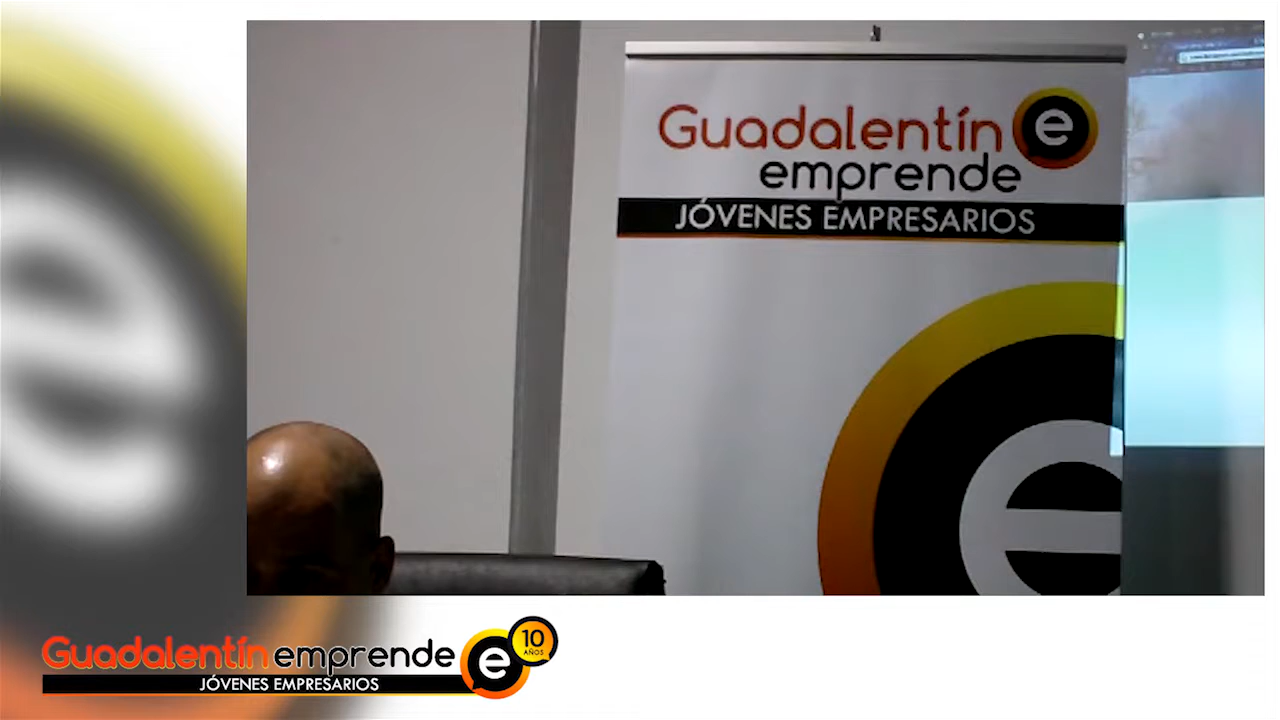 Guadalentín e
emprende
JÓVENES EMPRESARIOS
e
e
Guadalentín emprende e 10
AÑOS
JÓVENES EMPRESARIOS